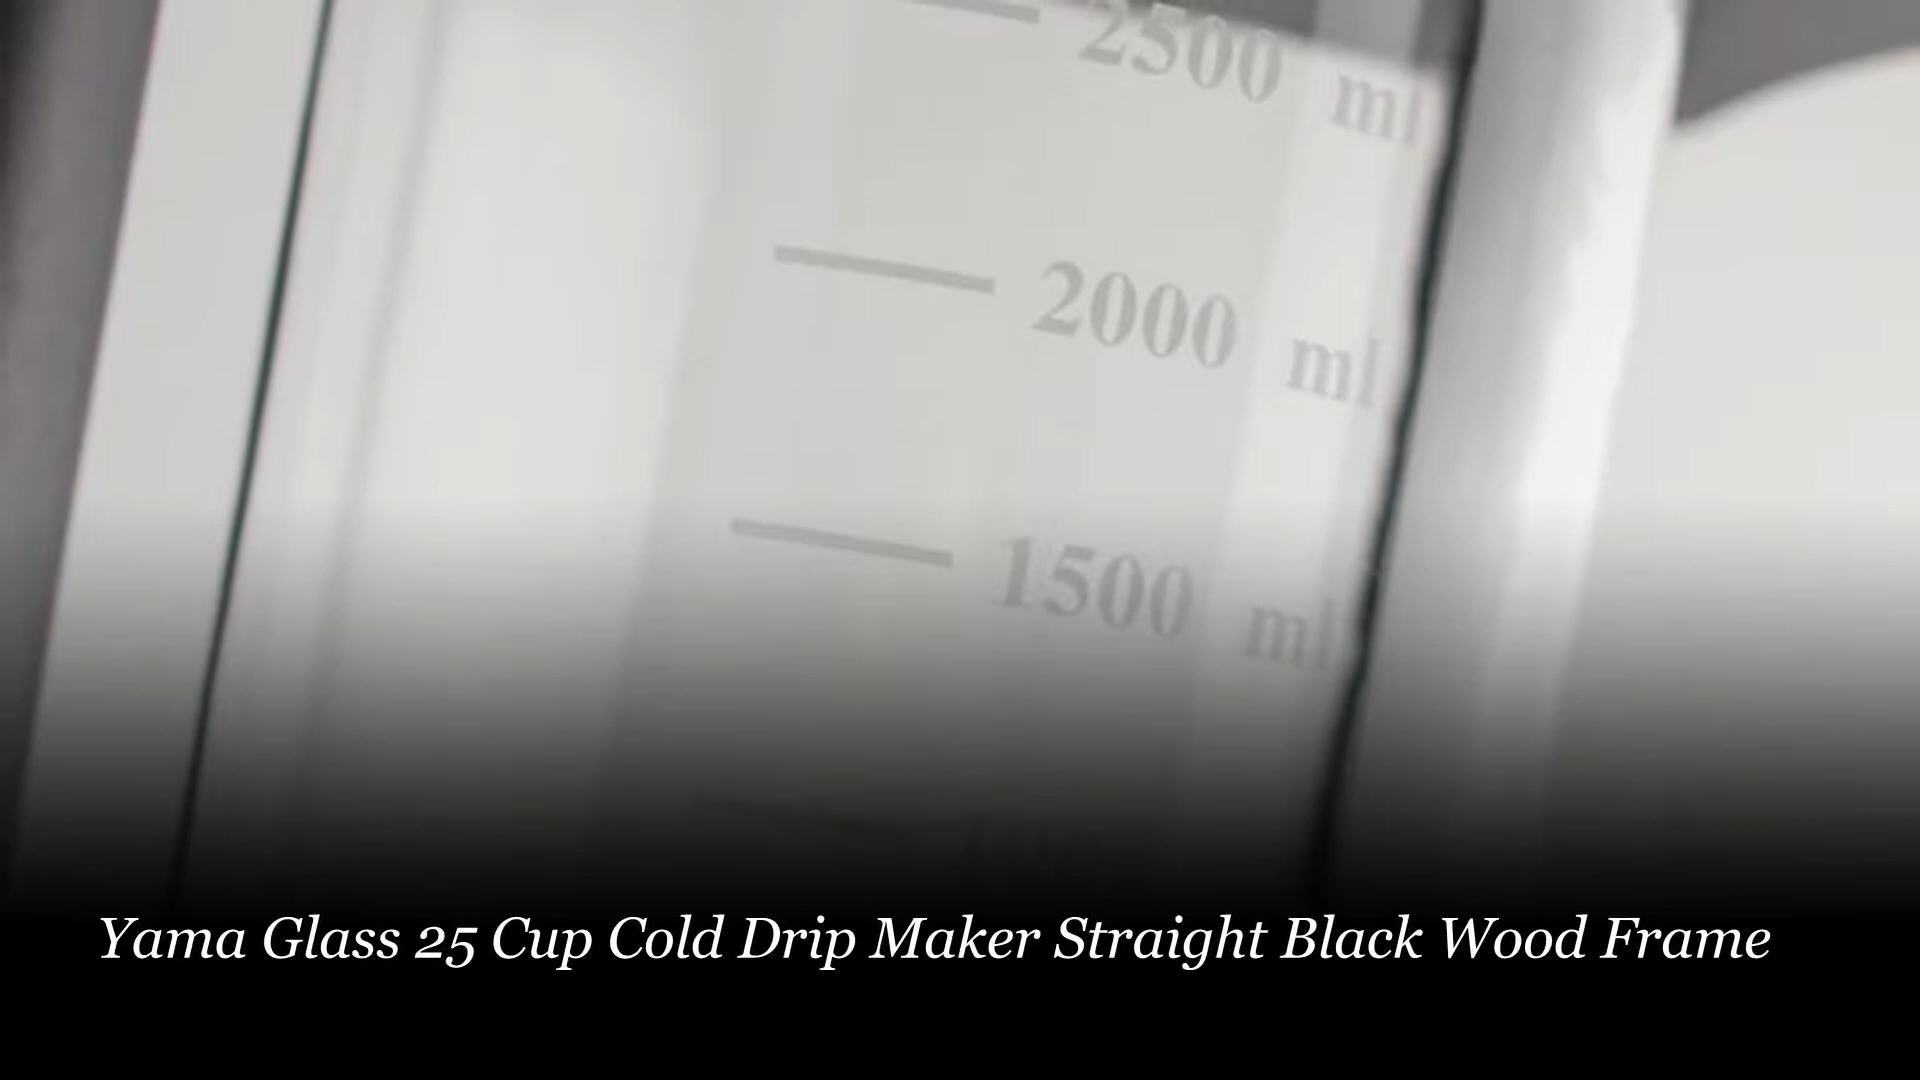 2500 ml
2000 ml
1500 ml
Yama Glass 25 Cup Cold Drip Maker Straight Black Wood Frame